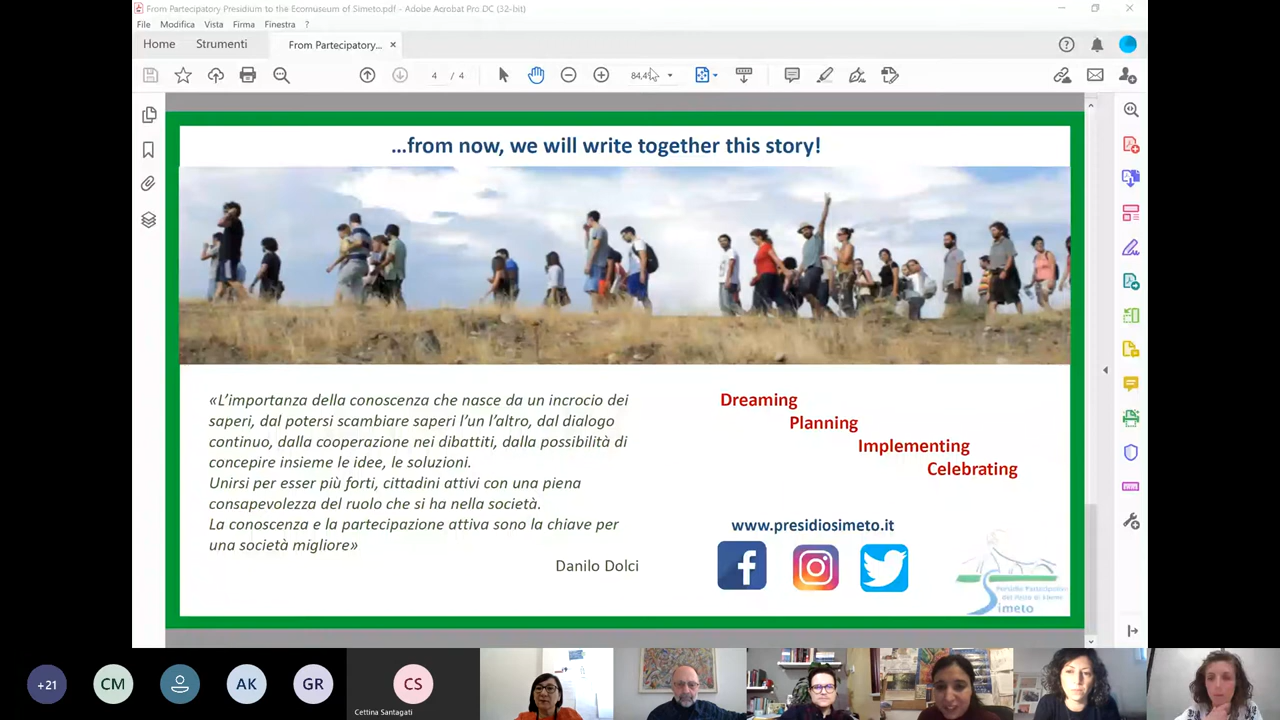 From Partecipatory Presidium to the Ecomuseum of Simeto.pdf - Adobe Acrobat Pro DC (32-bit)
File Modifica Vista Firma Finestra ?
Home Strumenti From Partecipatory... ×
4 / 4 84,4%
…from now, we will write together this story!
«L’importanza della conoscenza che nasce da un incrocio dei
saperi, dal potersi scambiare saperi l’un l’altro, dal dialogo
continuo, dalla cooperazione nei dibattiti, dalla possibilità di
concepire insieme le idee, le soluzioni.
Unirsi per esser più forti, cittadini attivi con una piena
consapevolezza del ruolo che si ha nella società.
La conoscenza e la partecipazione attiva sono la chiave per
una società migliore»
Danilo Dolci
Dreaming
Planning
Implementing
Celebrating
www.presidiosimeto.it
Simeto
+21 CM AK GR CS
Cettina Santagati